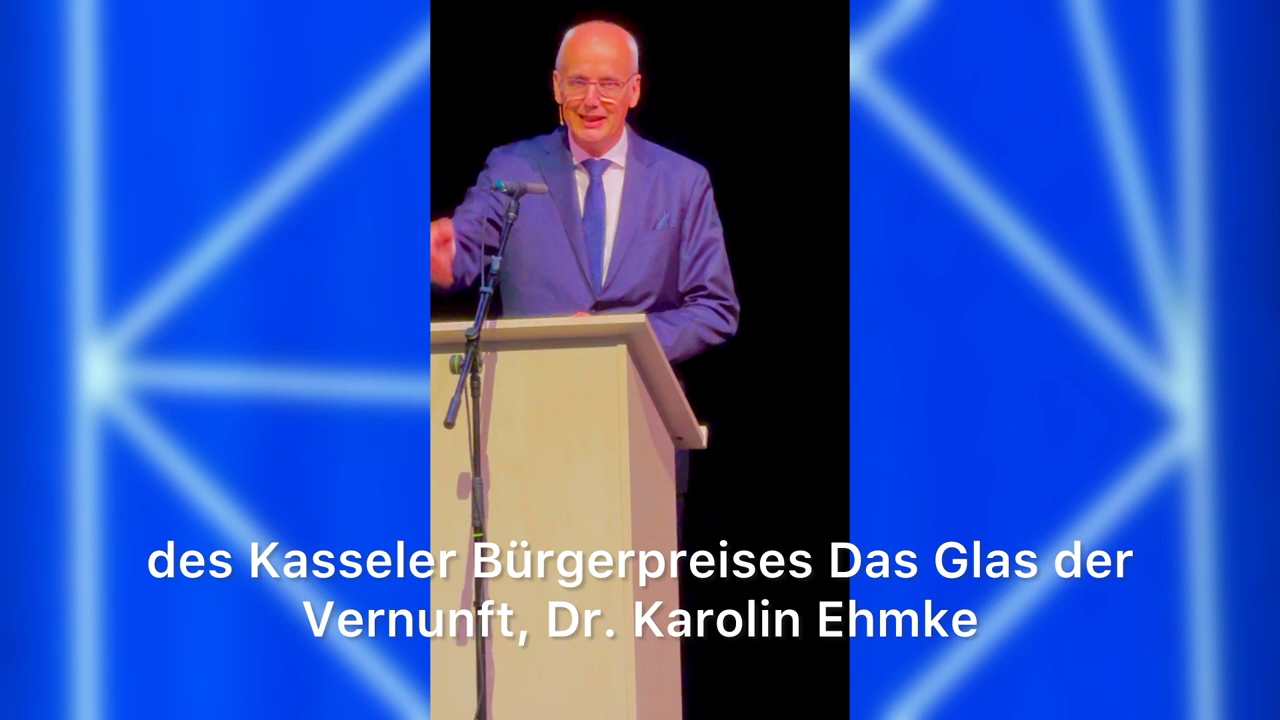 des Kasseler Bürgerpreises Das Glas der
Vernunft, Dr. Karolin Ehmke